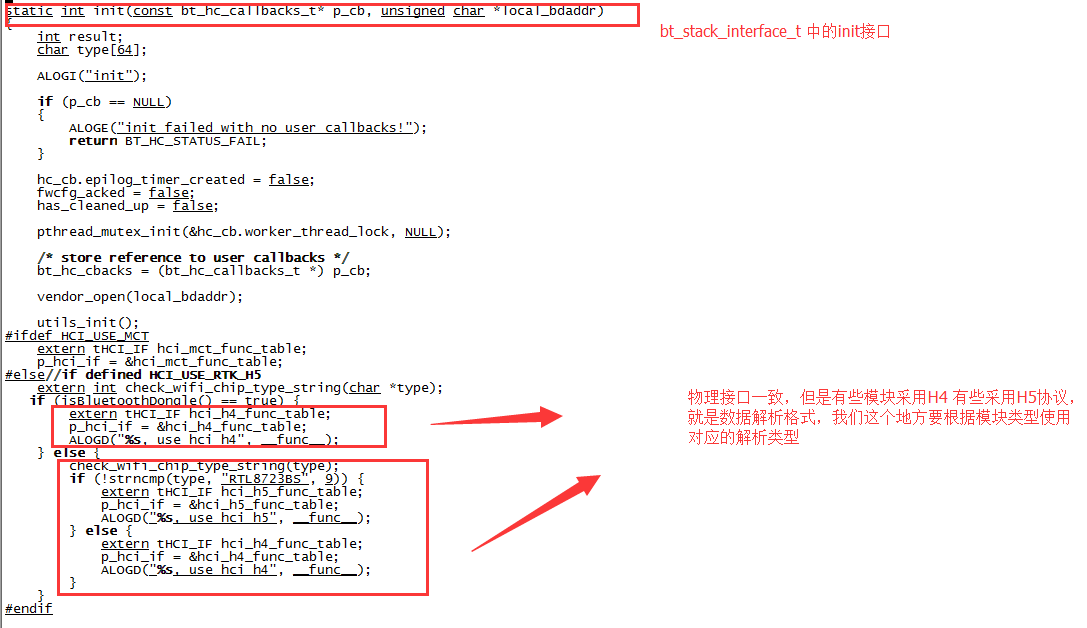 static int init(const bt_hc_callbacks_t* p_cb, unsigned char *local_bdaddr)
{
int result;
char type[64];
ALOGI("init");
if (p_cb == NULL)
{
ALOGE("init failed with no user callbacks!");
return BT_HC_STATUS_FAIL;
}
hc_cb.epilog_timer_created = false;
fwcfg_acked = false;
has_cleaned_up = false;
pthread_mutex_init(&hc_cb.worker_thread_lock, NULL);
/* store reference to user callbacks */
bt_hc_cbacks = (bt_hc_callbacks_t *) p_cb;
vendor_open(local_bdaddr);
utils_init();
#ifdef HCI_USE_MCT
extern tHCI_IF hci_mct_func_table;
p_hci_if = &hci_mct_func_table;
#else//if defined HCI_USE_RTK_H5
extern int check_wifi_chip_type_string(char *type);
if (isBluetoothDongle() == true) {
extern tHCI_IF hci_h4_func_table;
p_hci_if = &hci_h4_func_table;
ALOGD("%s, use hci h4", __func__);
} else {
check_wifi_chip_type_string(type);
if (!strncmp(type, "RTL8723BS", 9)) {
extern tHCI_IF hci_h5_func_table;
p_hci_if = &hci_h5_func_table;
ALOGD("%s, use hci h5", __func__);
} else {
extern tHCI_IF hci_h4_func_table;
p_hci_if = &hci_h4_func_table;
ALOGD("%s, use hci h4", __func__);
}
}
#endif
bt_stack_interface_t 中的init接口
物理接口一致，但是有些模块采用H4 有些采用H5协议，
就是数据解析格式，我们这个地方要根据模块类型使用
对应的解析类型